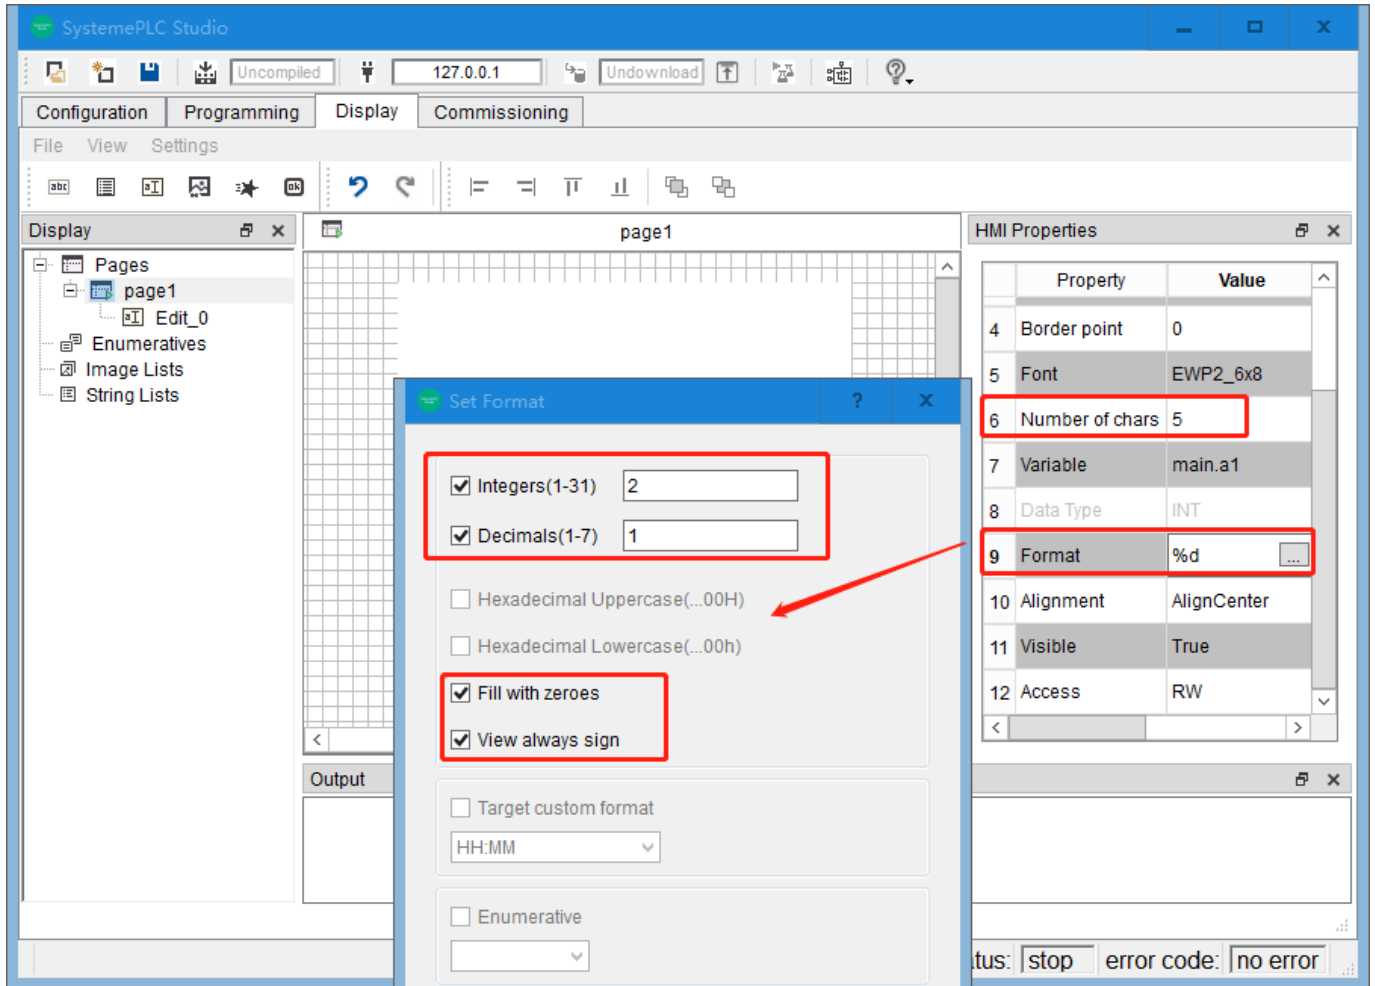 SystemePLC Studio
Uncompiled 127.0.0.1 Undownload
Configuration Programming Display Commissioning
File View Settings
abc aI ok
Display page1 HMI Properties
Pages
page1
Edit_0
Enumeratives
Image Lists
String Lists
Property Value
4 Border point 0
5 Font EWP2_6x8
6 Number of chars 5
7 Variable main.a1
8 Data Type INT
9 Format %d ...
10 Alignment AlignCenter
11 Visible True
12 Access RW
Set Format ?
Integers(1-31) 2
Decimals(1-7) 1
Hexadecimal Uppercase(...00H)
Hexadecimal Lowercase(...00h)
Fill with zeroes
View always sign
Target custom format
HH:MM
Enumerative
Output
tus: stop error code: no error